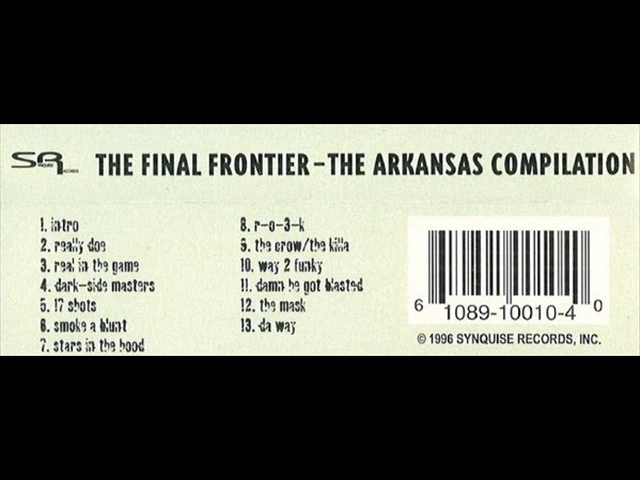 SR
SYNQUISE
RECORDS
THE FINAL FRONTIER-THE ARKANSAS COMPILATION
1. intro
2. really doe
3. real in the game
4. dark-side masters
5. 17 shots
6. smoke a blunt
7. stars in the hood
8. r-o-3-k
9. the crow/the killa
10. way 2 funky
11. damn he got blasted
12. the mask
13. da way
6 1089-10010-4 0
© 1996 SYNQUISE RECORDS, INC.